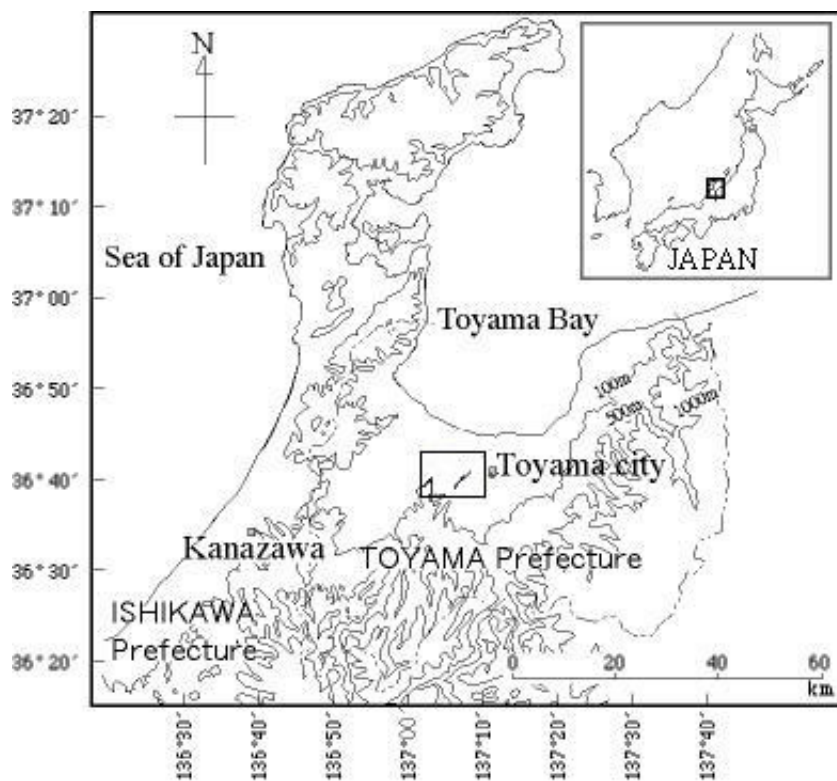 N
37°20′
37°10′
Sea of Japan
JAPAN
37°00′
Toyama Bay
36°50′
100m
500m
1000m
36°40′
Toyama city
Kanazawa
TOYAMA Prefecture
36°30′
ISHIKAWA
Prefecture
36°20′
0 20 40 60
km
136°30′ 136°40′ 136°50′ 137°00′ 137°10′ 137°20′ 137°30′ 137°40′